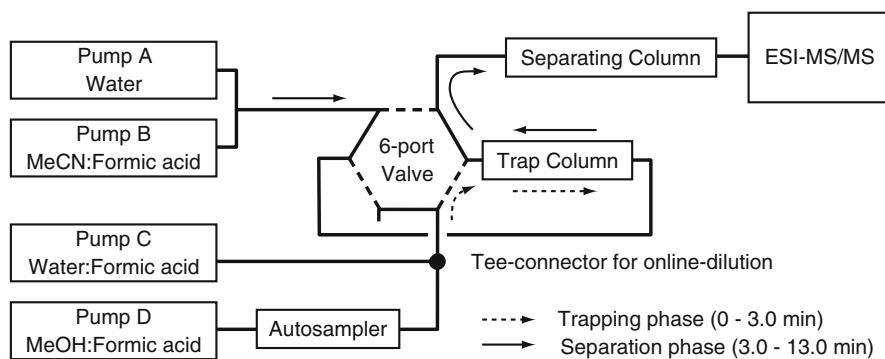 Pump A
Water
Pump B
MeCN:Formic acid
Pump C
Water:Formic acid
Pump D
MeOH:Formic acid
Autosampler
6-port
Valve
Separating Column
ESI-MS/MS
Trap Column
Tee-connector for online-dilution
Trapping phase (0 - 3.0 min)
Separation phase (3.0 - 13.0 min)